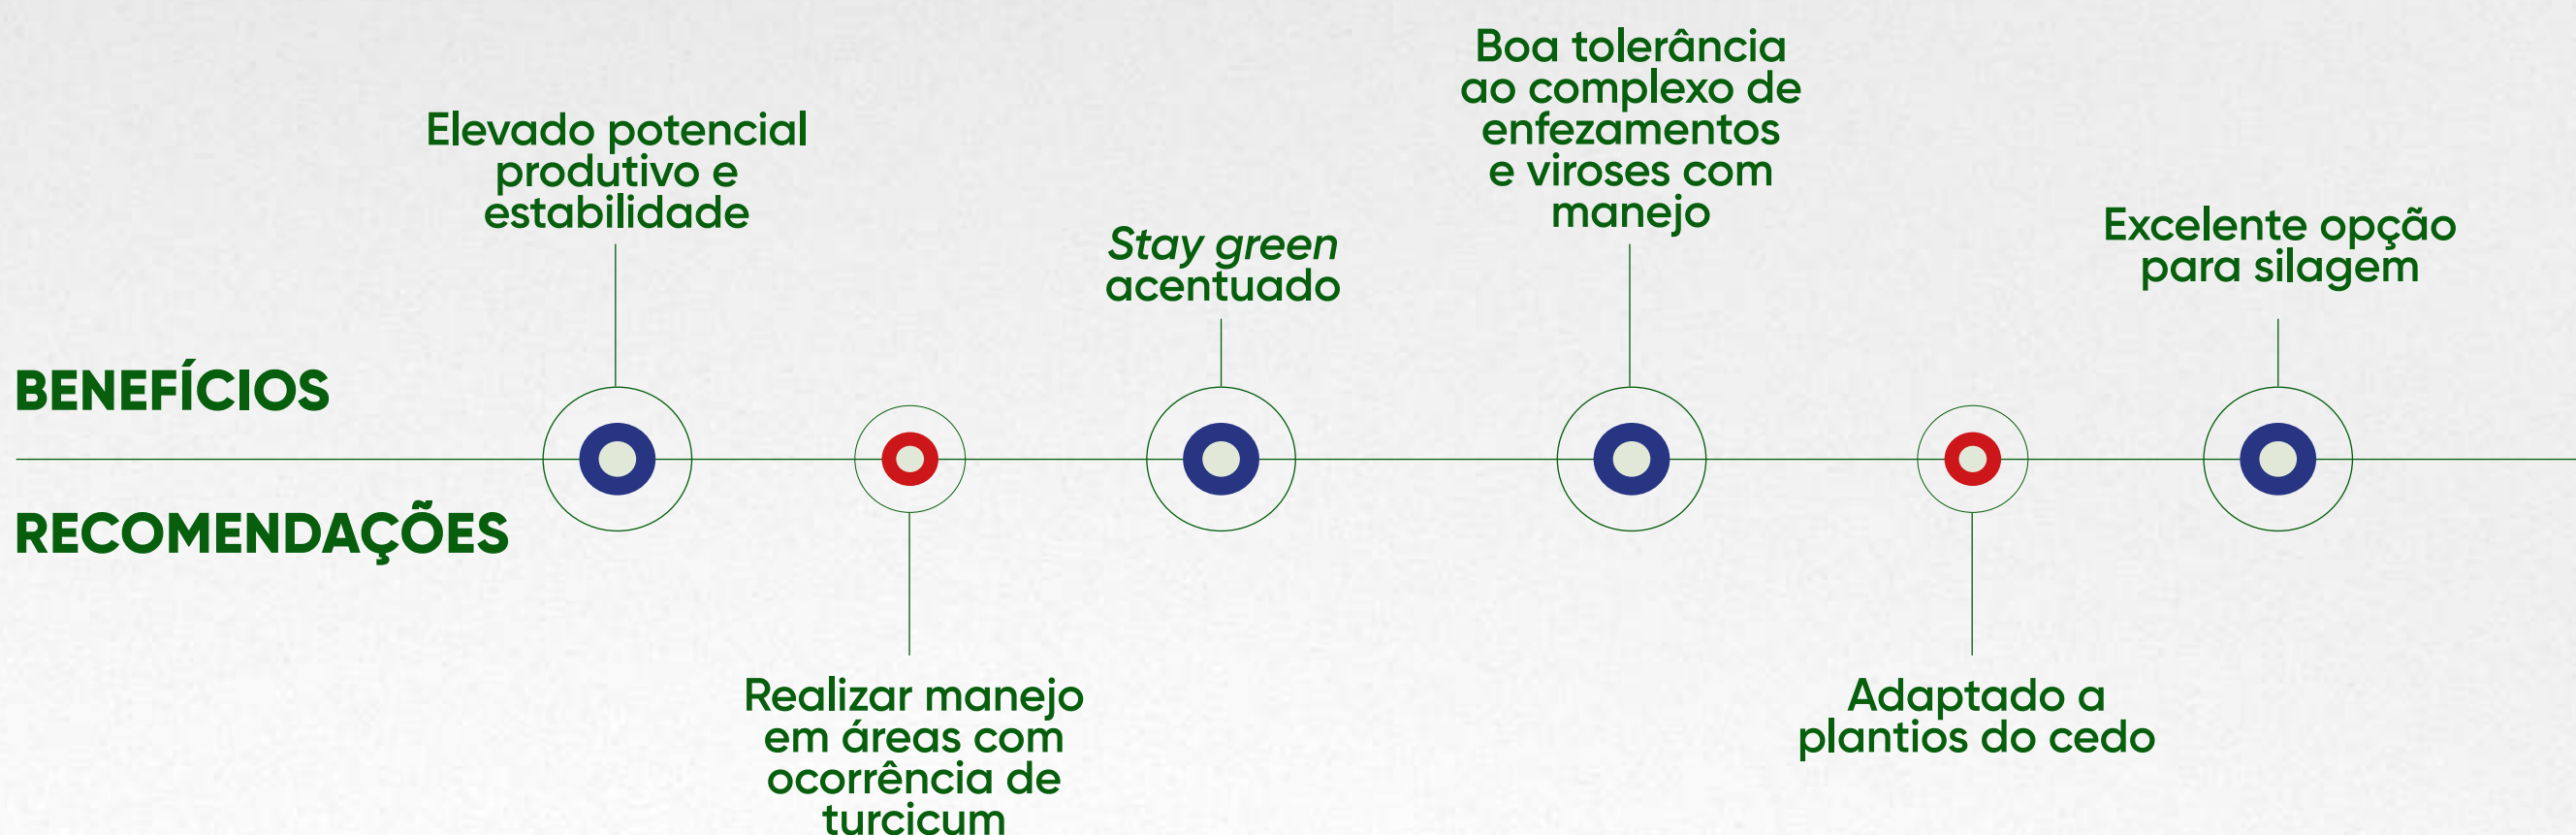 BENEFÍCIOS
Elevado potencial
produtivo e
estabilidade
Stay green
acentuado
Boa tolerância
ao complexo de
enfezamentos
e viroses com
manejo
Excelente opção
para silagem
RECOMENDAÇÕES
Realizar manejo
em áreas com
ocorrência de
turcicum
Adaptado a
plantios do cedo